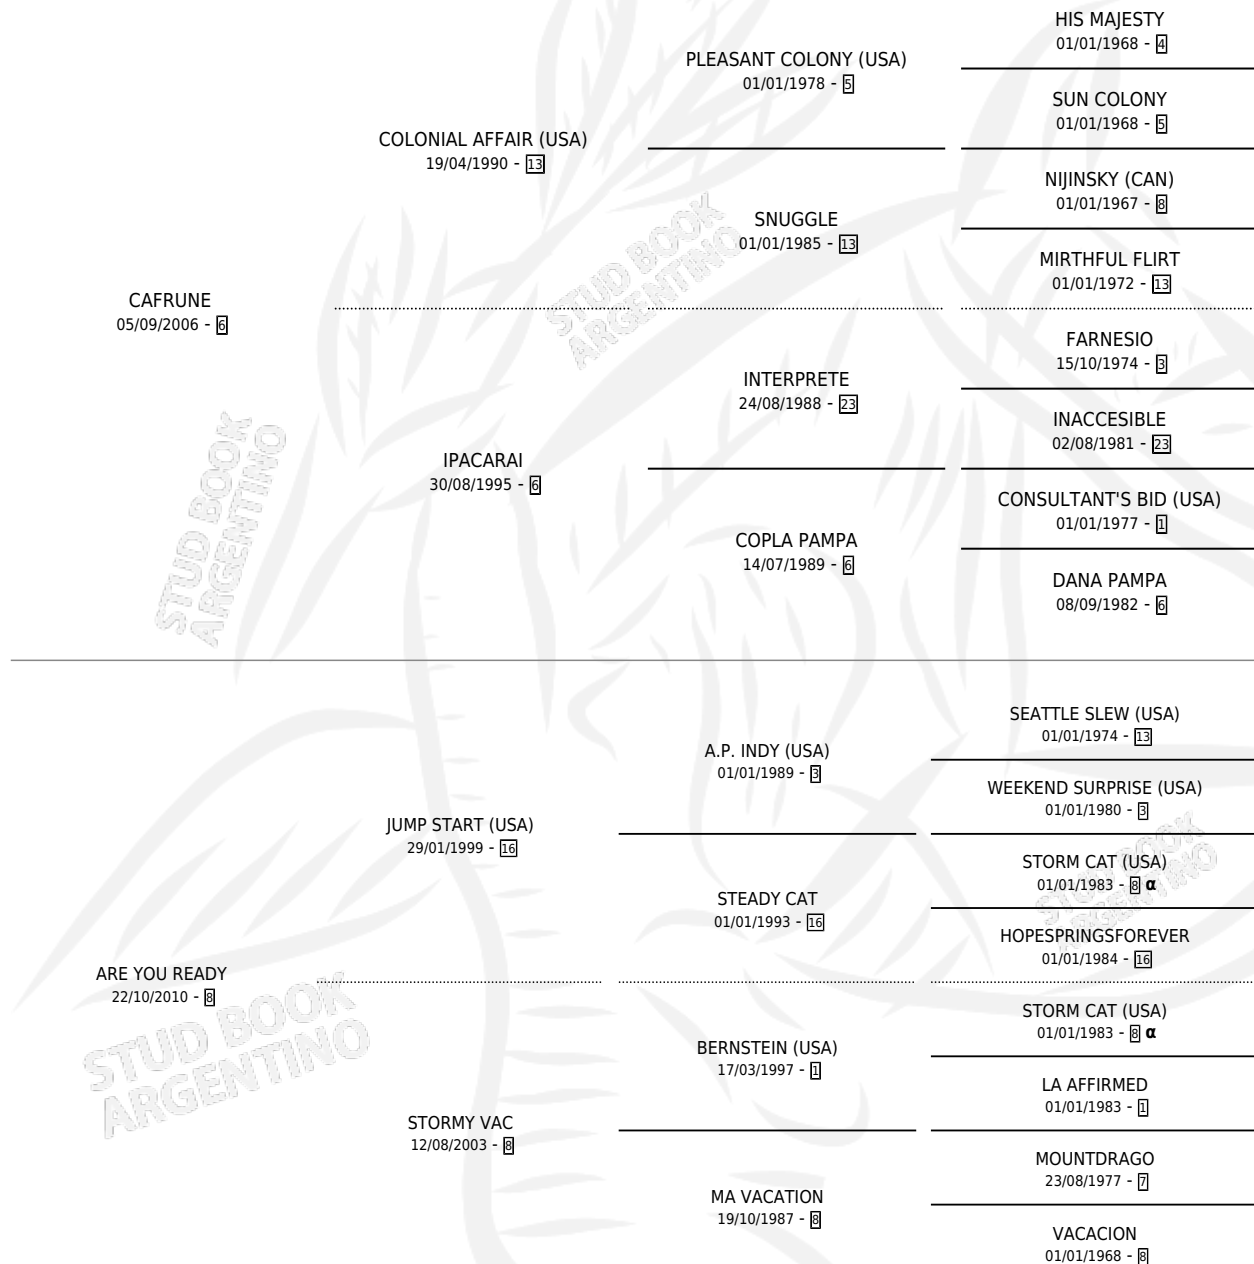 HIS MAJESTY
01/01/1968 - 4
PLEASANT COLONY (USA)
01/01/1978 - 5
SUN COLONY
01/01/1968 - 5
COLONIAL AFFAIR (USA)
19/04/1990 - 13
NIJINSKY (CAN)
01/01/1967 - 8
SNUGGLE
01/01/1985 - 13
MIRTHFUL FLIRT
01/01/1972 - 13
CAFRUNE
05/09/2006 - 6
STUD BOOK
ARGENTINO
FARNESIO
15/10/1974 - 3
INTERPRETE
24/08/1988 - 23
INACCESIBLE
02/08/1981 - 23
IPACARAI
30/08/1995 - 6
STUD BOOK
ARGENTINO
CONSULTANT'S BID (USA)
01/01/1977 - 1
COPLA PAMPA
14/07/1989 - 6
DANA PAMPA
08/09/1982 - 6
SEATTLE SLEW (USA)
01/01/1974 - 13
A.P. INDY (USA)
01/01/1989 - 3
WEEKEND SURPRISE (USA)
01/01/1980 - 3
JUMP START (USA)
29/01/1999 - 16
STUD BOOK
ARGENTINO
STORM CAT (USA)
01/01/1983 - 8 α
STEADY CAT
01/01/1993 - 16
HOPESPRINGSFOREVER
01/01/1984 - 16
ARE YOU READY
22/10/2010 - 8
STUD BOOK
ARGENTINO
STORM CAT (USA)
01/01/1983 - 8 α
BERNSTEIN (USA)
17/03/1997 - 1
LA AFFIRMED
01/01/1983 - 1
STORMY VAC
12/08/2003 - 8
MOUNTDRAGO
23/08/1977 - 7
MA VACATION
19/10/1987 - 8
VACACION
01/01/1968 - 8